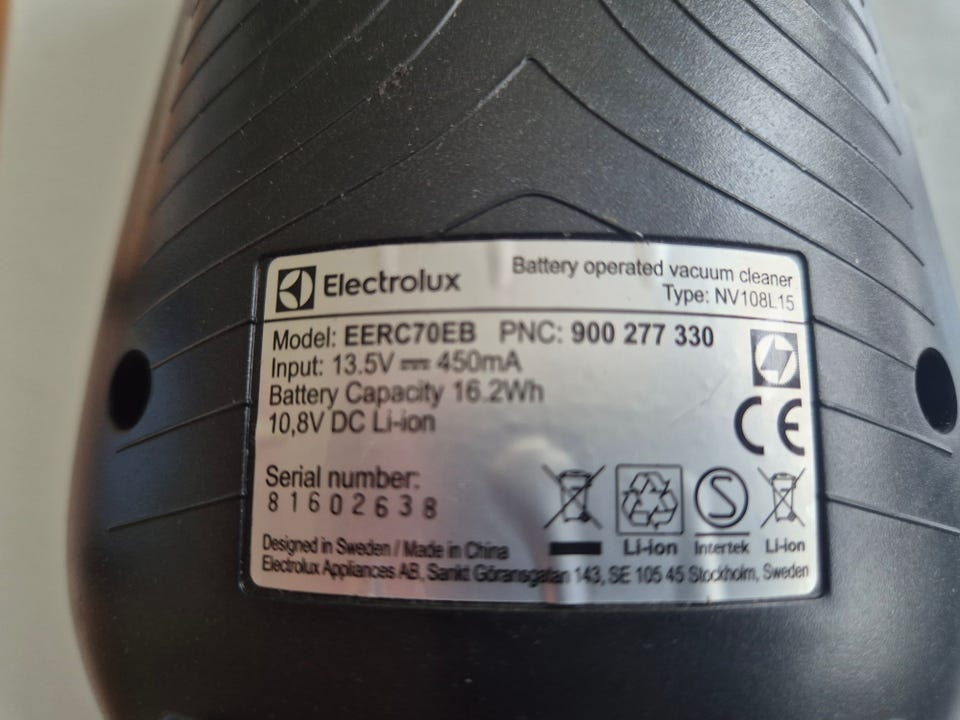 Electrolux
Battery operated vacuum cleaner
Type: NV108L15
Model: EERC70EB PNC: 900 277 330
Input: 13.5V ⎓ 450mA
Battery Capacity 16.2Wh
10,8V DC Li-ion
CE
Serial number:
81602638
S
Li-ion Intertek Li-ion
Designed in Sweden / Made in China
Electrolux Appliances AB, Sankt Göransgatan 143, SE 105 45 Stockholm, Sweden